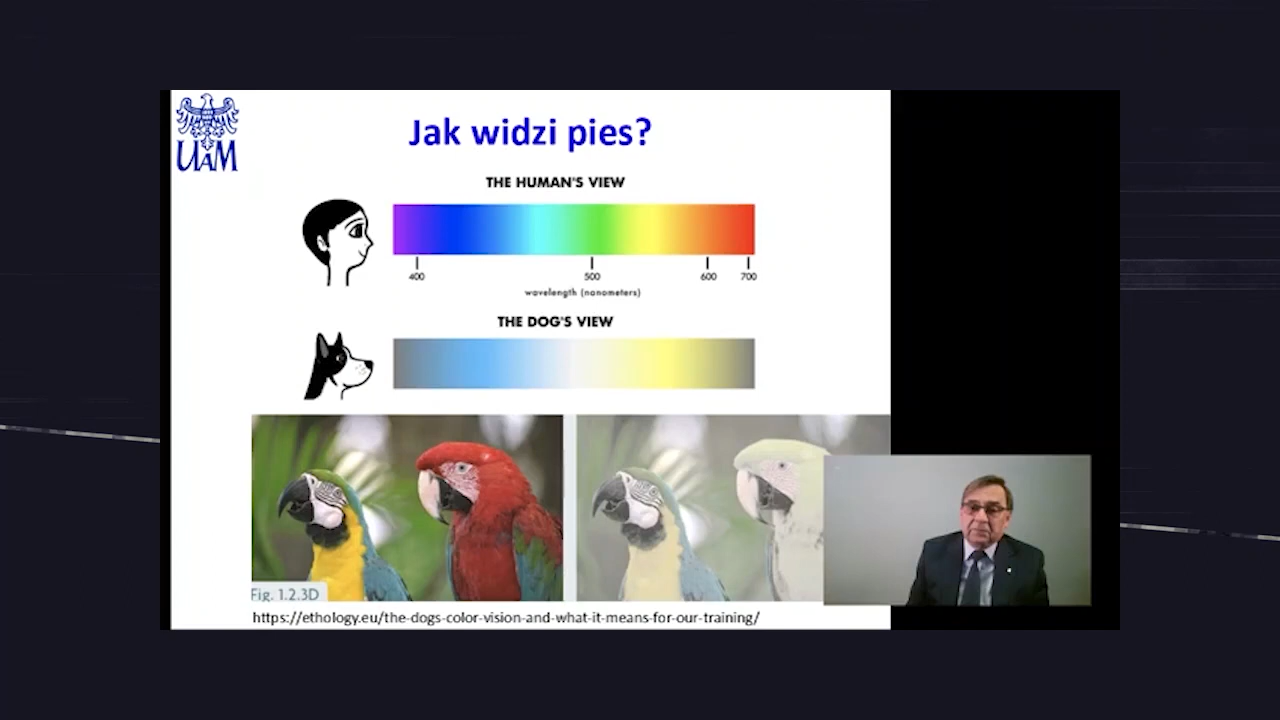 UAM
Jak widzi pies?
THE HUMAN'S VIEW
400 500 600 700
wavelength (nanometers)
THE DOG'S VIEW
Fig. 1.2.3D
https://ethology.eu/the-dogs-color-vision-and-what-it-means-for-our-training/